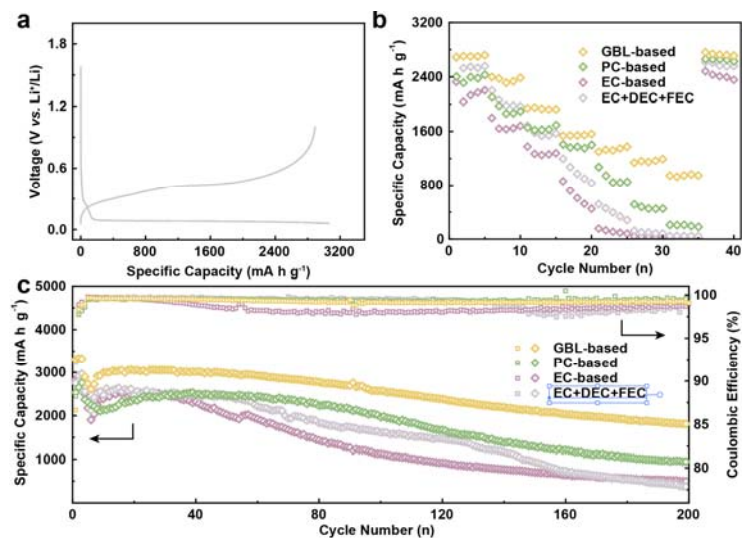 a
1.8
1.2
0.6
0.0
Voltage (V vs. Li⁺/Li)
0 800 1600 2400 3200
Specific Capacity (mA h g⁻¹)
b
3200
2400
1600
800
0
Specific Capacity (mA h g⁻¹)
GBL-based
PC-based
EC-based
EC+DEC+FEC
0 10 20 30 40
Cycle Number (n)
c
5000
4000
3000
2000
1000
Specific Capacity (mA h g⁻¹)
GBL-based
PC-based
EC-based
EC+DEC+FEC
100
95
90
85
80
Coulombic Efficiency (%)
0 40 80 120 160 200
Cycle Number (n)